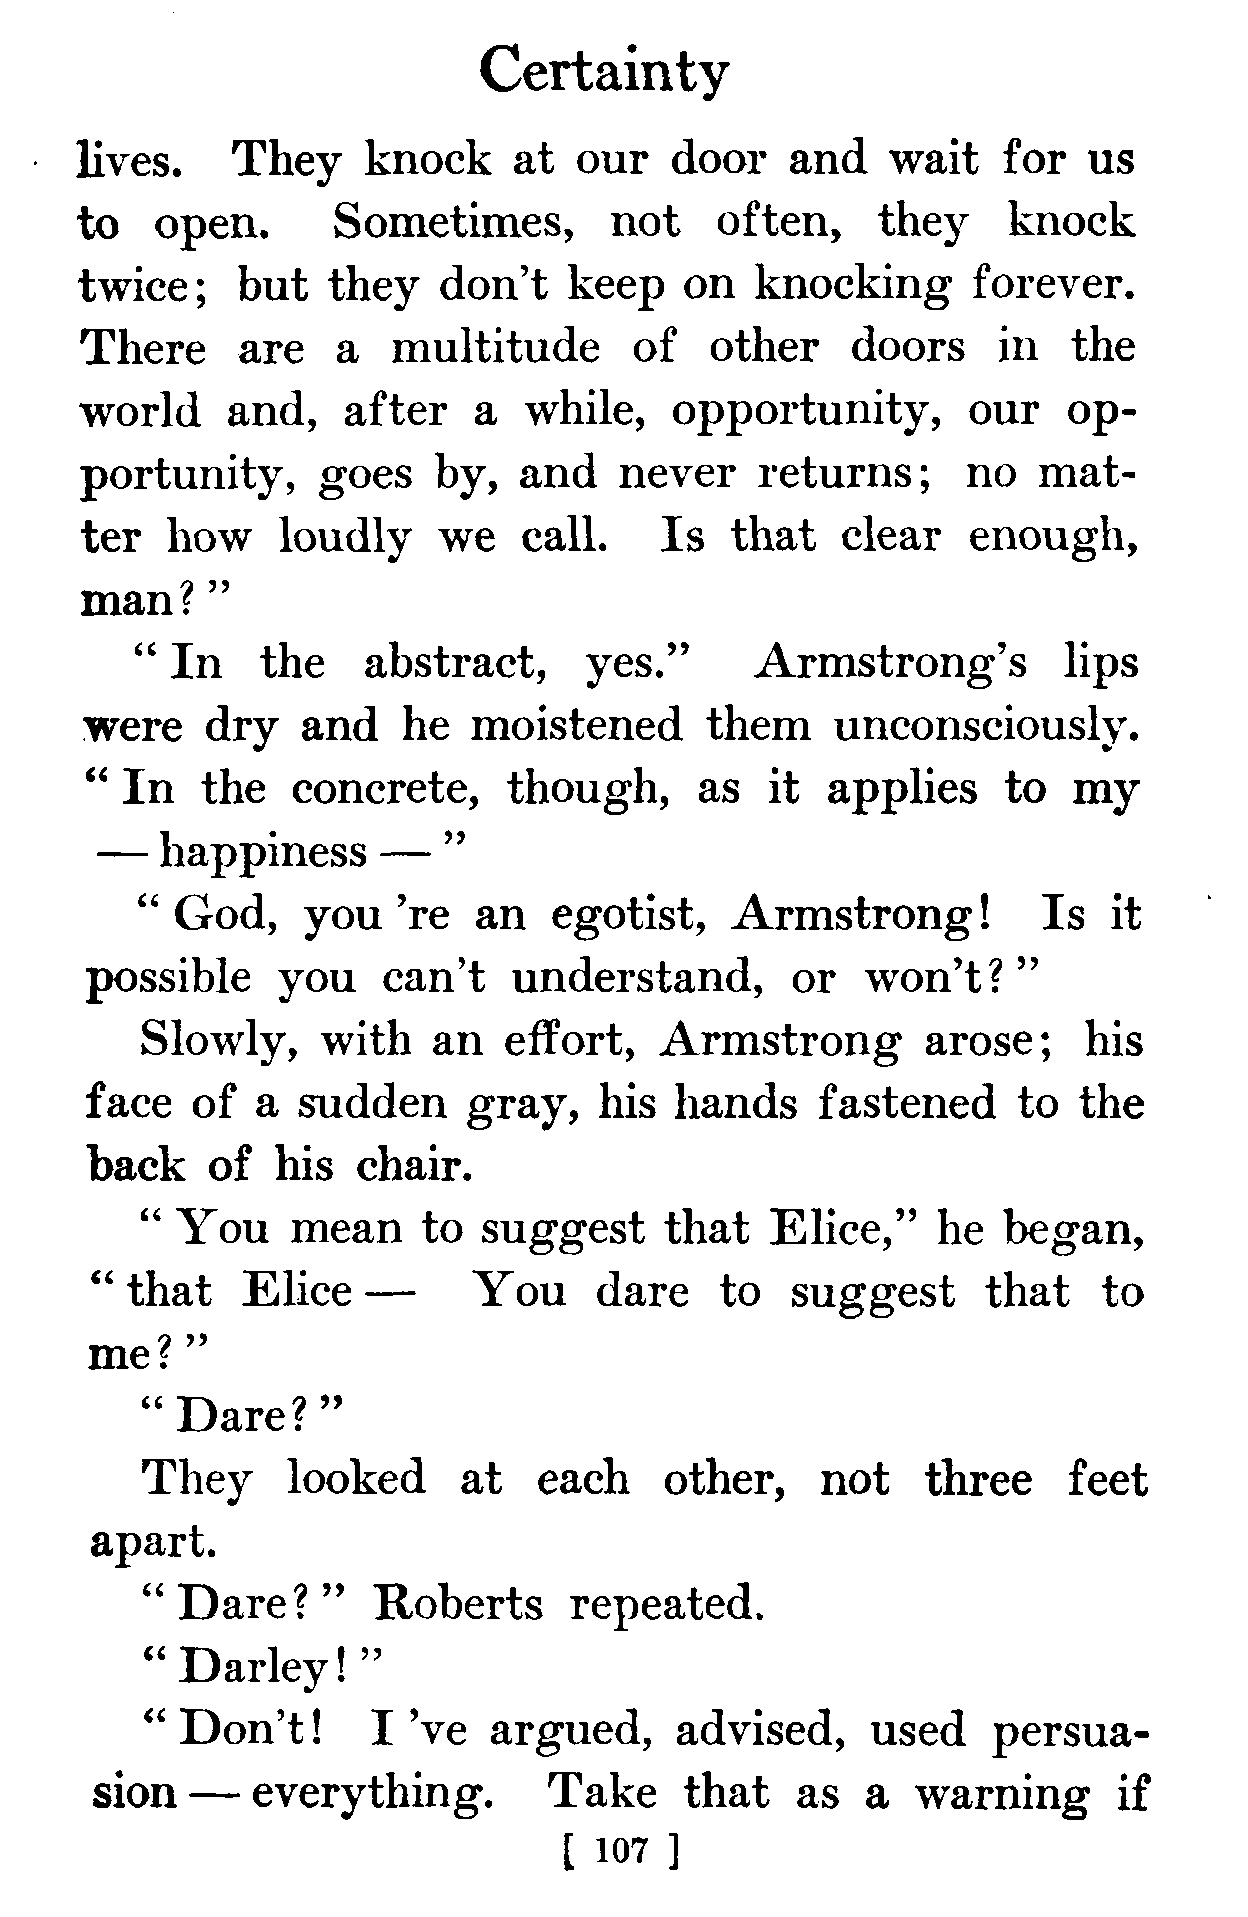 Certainty
lives. They knock at our door and wait for us
to open. Sometimes, not often, they knock
twice; but they don't keep on knocking forever.
There are a multitude of other doors in the
world and, after a while, opportunity, our op-
portunity, goes by, and never returns; no mat-
ter how loudly we call. Is that clear enough,
man?"
"In the abstract, yes." Armstrong's lips
were dry and he moistened them unconsciously.
"In the concrete, though, as it applies to my
— happiness —"
"God, you 're an egotist, Armstrong! Is it
possible you can't understand, or won't?"
Slowly, with an effort, Armstrong arose; his
face of a sudden gray, his hands fastened to the
back of his chair.
"You mean to suggest that Elice," he began,
"that Elice — You dare to suggest that to
me?"
"Dare?"
They looked at each other, not three feet
apart.
"Dare?" Roberts repeated.
"Darley!"
"Don't! I 've argued, advised, used persua-
sion — everything. Take that as a warning if
[ 107 ]